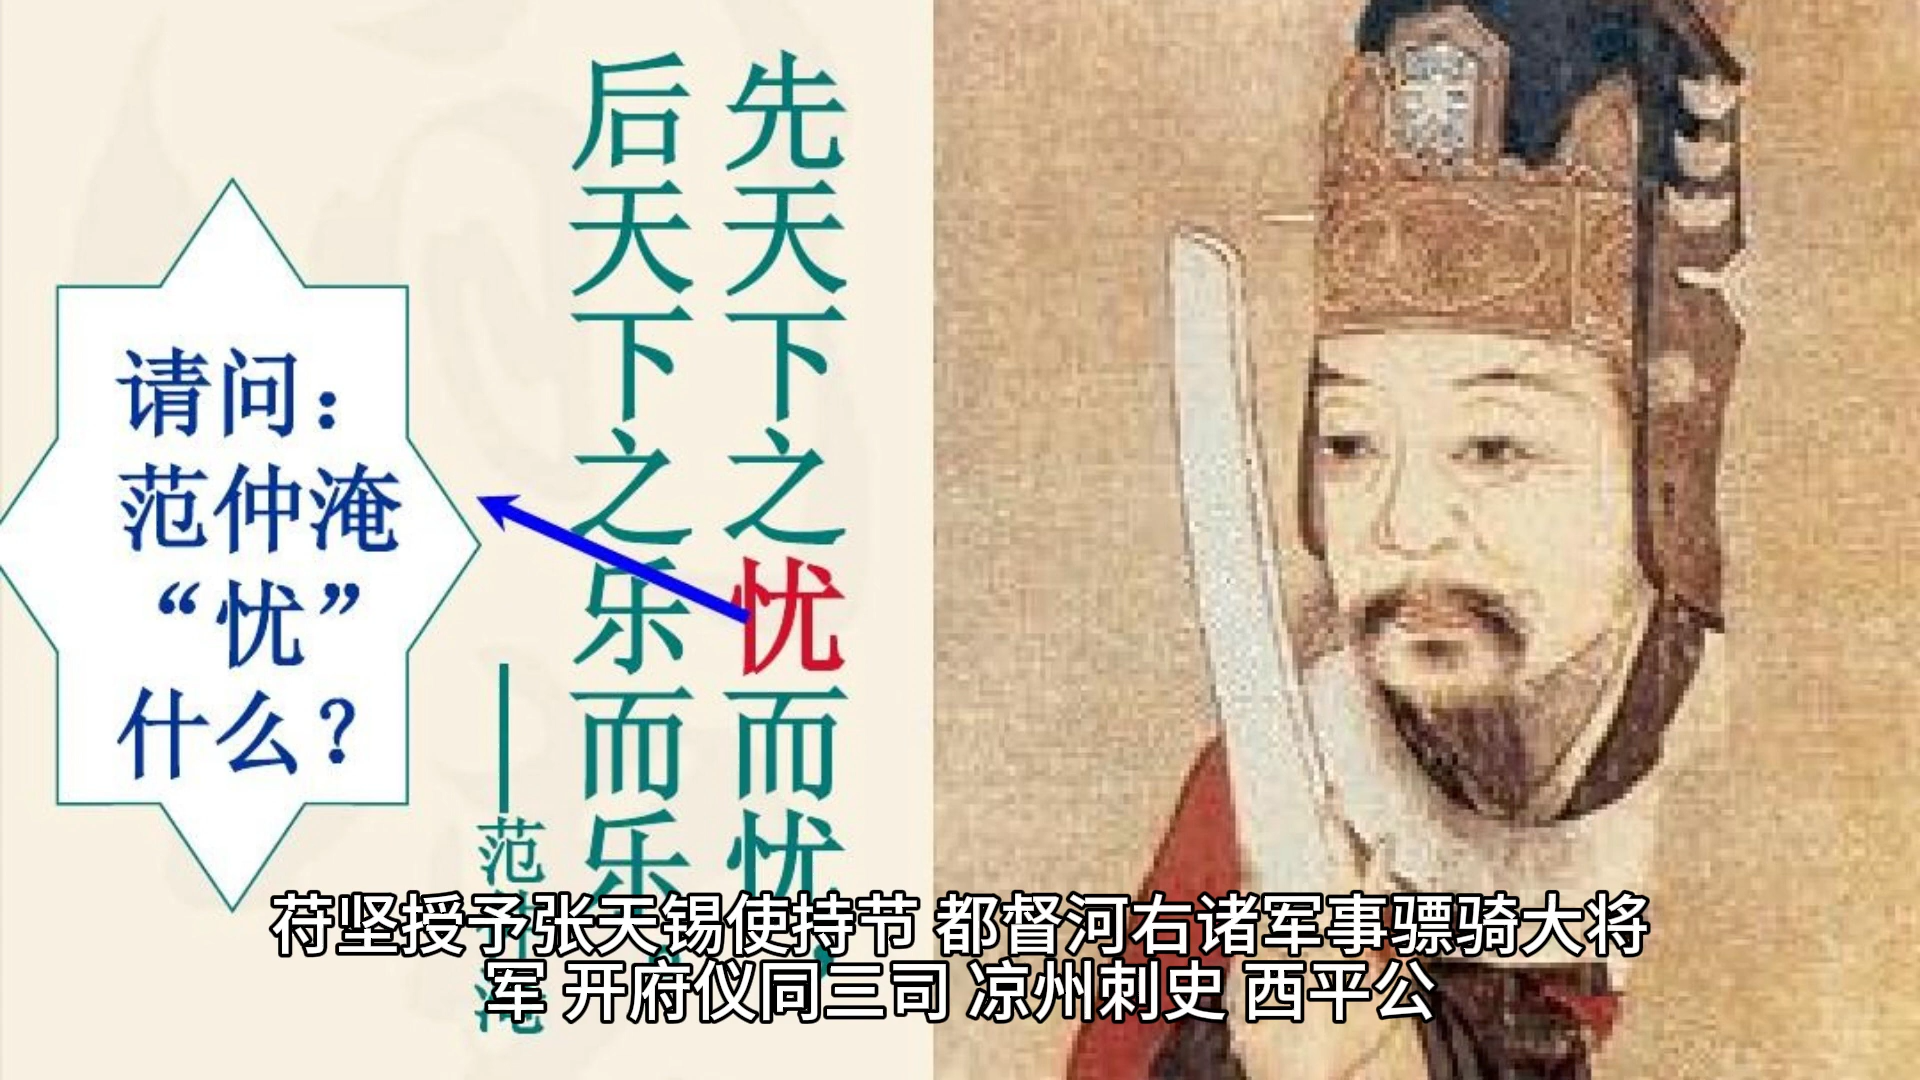 先天下之忧而忧，
后天下之乐而乐。
——范仲淹
请问：
范仲淹
“忧”
什么？
苻坚授予张天锡使持节 都督河右诸军事骠骑大将
军 开府仪同三司 凉州刺史 西平公